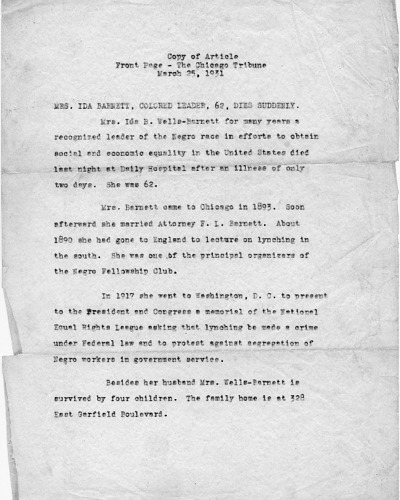 Copy of Article
Front Page - The Chicago Tribune
March 25, 1931
MRS. IDA BARNETT, COLORED LEADER, 62, DIES SUDDENLY.
Mrs. Ida B. Wells-Barnett for many years a
recognized leader of the Negro race in efforts to obtain
social and economic equality in the United States died
last night at Daily Hospital after an illness of only
two days. She was 62.
Mrs. Barnett came to Chicago in 1893. Soon
afterward she married Attorney F. L. Barnett. About
1890 she had gone to England to lecture on lynching in
the south. She was one of the principal organizers of
the Negro Fellowship Club.
In 1917 she went to Washington, D. C. to present
to the President and Congress a memorial of the National
Equal Rights League asking that lynching be made a crime
under Federal law and to protest against segregation of
Negro workers in government service.
Besides her husband Mrs. Wells-Barnett is
survived by four children. The family home is at 328
East Garfield Boulevard.